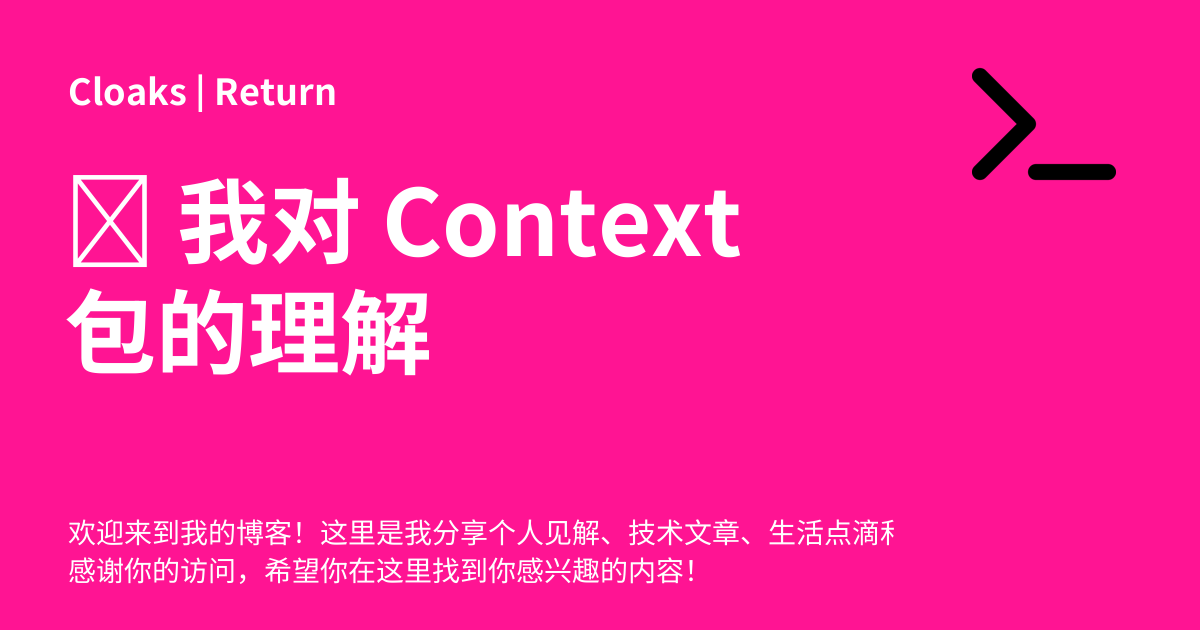 Cloaks | Return
我对 Context
包的理解
欢迎来到我的博客！这里是我分享个人见解、技术文章、生活点滴
感谢你的访问，希望你在这里找到你感兴趣的内容！